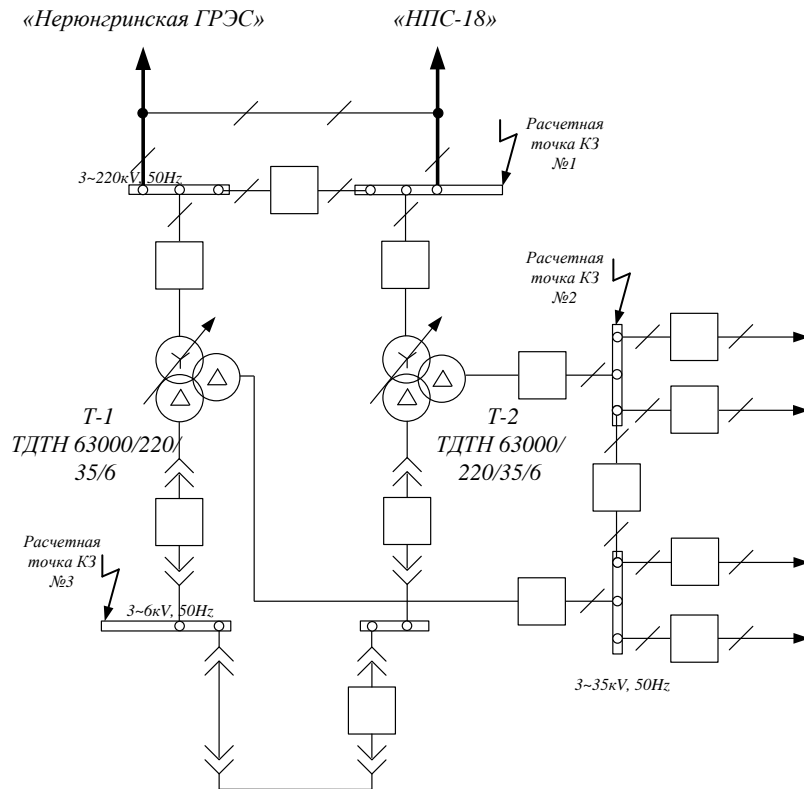 «Нерюнгринская ГРЭС»
«НПС-18»
Расчетная
точка КЗ
№1
3~220кV, 50Hz
Расчетная
точка КЗ
№2
Т-1
ТДТН 63000/220/
35/6
Т-2
ТДТН 63000/
220/35/6
Расчетная
точка КЗ
№3
3~6кV, 50Hz
3~35кV, 50Hz